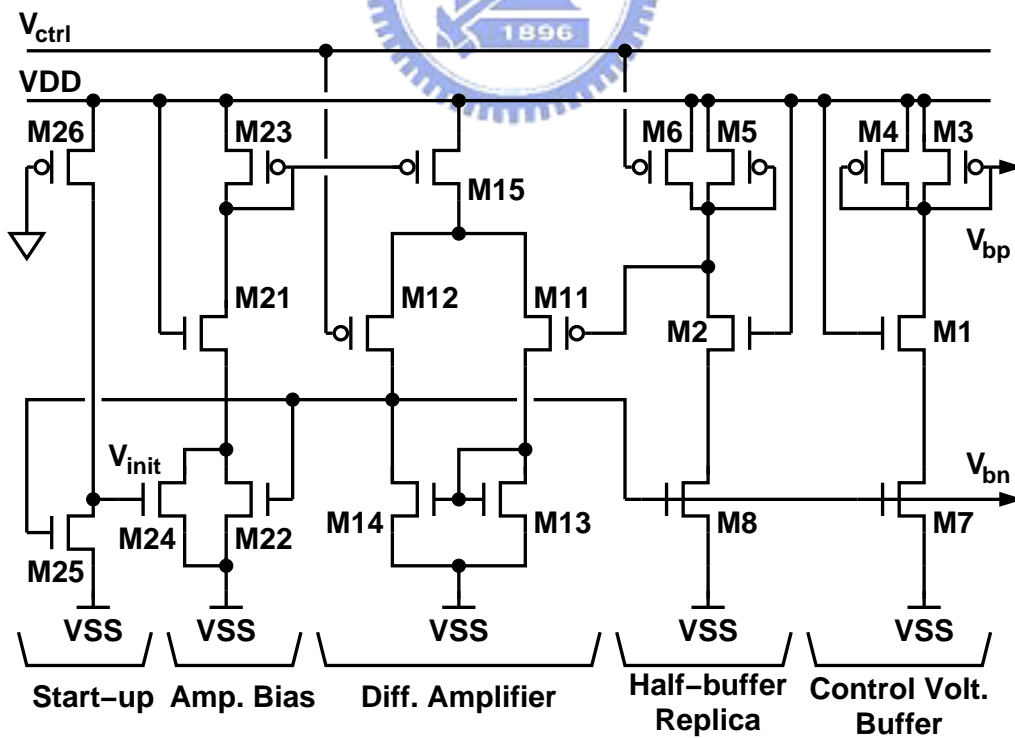 1896
Vctrl
VDD
M26
M23
M15
M6
M5
M4
M3
Vbp
M21
M12
M11
M2
M1
Vinit
Vbn
M24
M22
M14
M13
M8
M7
M25
VSS
VSS
VSS
VSS
VSS
Start−up
Amp. Bias
Diff. Amplifier
Half−buffer
Replica
Control Volt.
Buffer